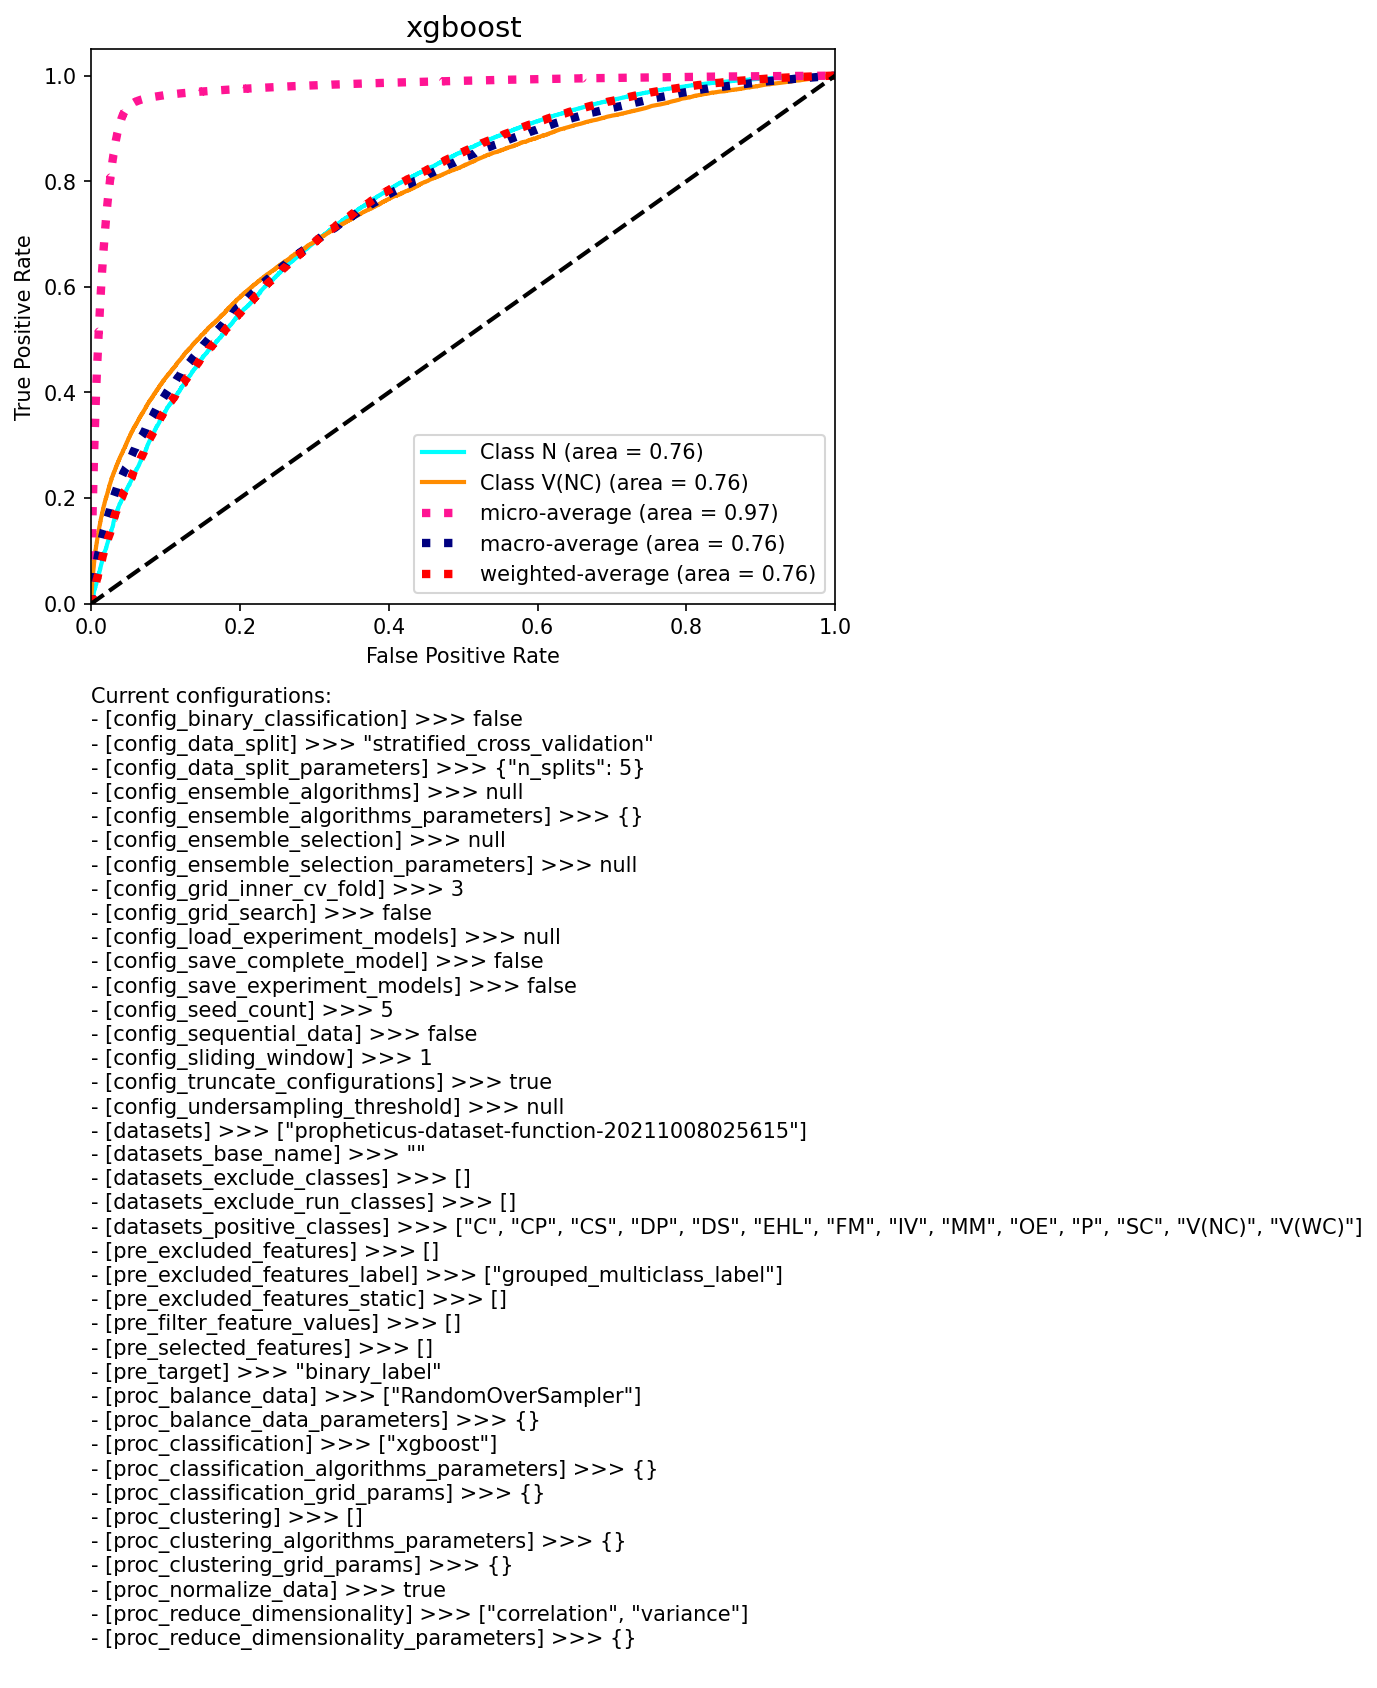 xgboost
True Positive Rate
1.0
0.8
0.6
0.4
0.2
0.0
Class N (area = 0.76)
Class V(NC) (area = 0.76)
micro-average (area = 0.97)
macro-average (area = 0.76)
weighted-average (area = 0.76)
0.0 0.2 0.4 0.6 0.8 1.0
False Positive Rate
Current configurations:
- [config_binary_classification] >>> false
- [config_data_split] >>> "stratified_cross_validation"
- [config_data_split_parameters] >>> {"n_splits": 5}
- [config_ensemble_algorithms] >>> null
- [config_ensemble_algorithms_parameters] >>> {}
- [config_ensemble_selection] >>> null
- [config_ensemble_selection_parameters] >>> null
- [config_grid_inner_cv_fold] >>> 3
- [config_grid_search] >>> false
- [config_load_experiment_models] >>> null
- [config_save_complete_model] >>> false
- [config_save_experiment_models] >>> false
- [config_seed_count] >>> 5
- [config_sequential_data] >>> false
- [config_sliding_window] >>> 1
- [config_truncate_configurations] >>> true
- [config_undersampling_threshold] >>> null
- [datasets] >>> ["propheticus-dataset-function-20211008025615"]
- [datasets_base_name] >>> ""
- [datasets_exclude_classes] >>> []
- [datasets_exclude_run_classes] >>> []
- [datasets_positive_classes] >>> ["C", "CP", "CS", "DP", "DS", "EHL", "FM", "IV", "MM", "OE", "P", "SC", "V(NC)", "V(WC)"]
- [pre_excluded_features] >>> []
- [pre_excluded_features_label] >>> ["grouped_multiclass_label"]
- [pre_excluded_features_static] >>> []
- [pre_filter_feature_values] >>> []
- [pre_selected_features] >>> []
- [pre_target] >>> "binary_label"
- [proc_balance_data] >>> ["RandomOverSampler"]
- [proc_balance_data_parameters] >>> {}
- [proc_classification] >>> ["xgboost"]
- [proc_classification_algorithms_parameters] >>> {}
- [proc_classification_grid_params] >>> {}
- [proc_clustering] >>> []
- [proc_clustering_algorithms_parameters] >>> {}
- [proc_clustering_grid_params] >>> {}
- [proc_normalize_data] >>> true
- [proc_reduce_dimensionality] >>> ["correlation", "variance"]
- [proc_reduce_dimensionality_parameters] >>> {}